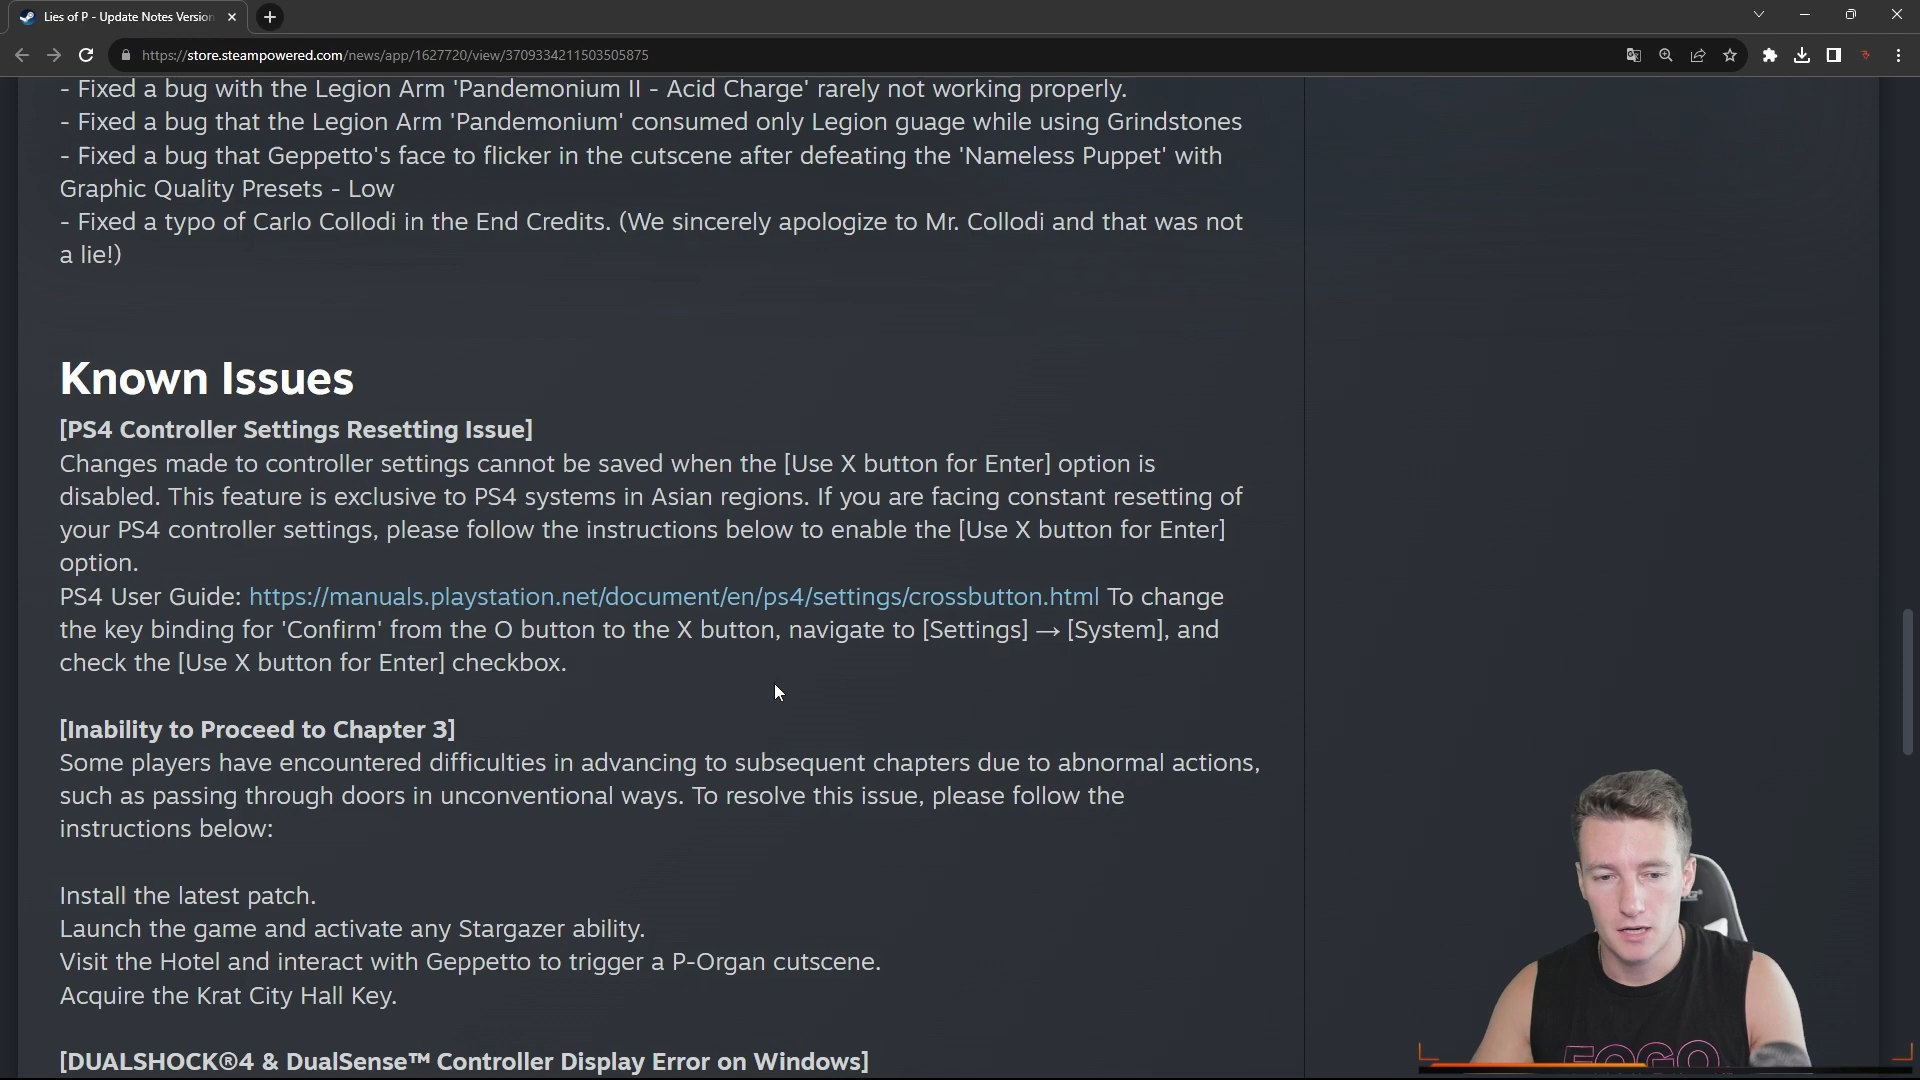 Lies of P - Update Notes Version
https://store.steampowered.com/news/app/1627720/view/3709334211503505875
- Fixed a bug with the Legion Arm 'Pandemonium II - Acid Charge' rarely not working properly.
- Fixed a bug that the Legion Arm 'Pandemonium' consumed only Legion guage while using Grindstones
- Fixed a bug that Geppetto's face to flicker in the cutscene after defeating the 'Nameless Puppet' with
Graphic Quality Presets - Low
- Fixed a typo of Carlo Collodi in the End Credits. (We sincerely apologize to Mr. Collodi and that was not
a lie!)
Known Issues
[PS4 Controller Settings Resetting Issue]
Changes made to controller settings cannot be saved when the [Use X button for Enter] option is
disabled. This feature is exclusive to PS4 systems in Asian regions. If you are facing constant resetting of
your PS4 controller settings, please follow the instructions below to enable the [Use X button for Enter]
option.
PS4 User Guide: https://manuals.playstation.net/document/en/ps4/settings/crossbutton.html To change
the key binding for 'Confirm' from the O button to the X button, navigate to [Settings] → [System], and
check the [Use X button for Enter] checkbox.
[Inability to Proceed to Chapter 3]
Some players have encountered difficulties in advancing to subsequent chapters due to abnormal actions,
such as passing through doors in unconventional ways. To resolve this issue, please follow the
instructions below:
Install the latest patch.
Launch the game and activate any Stargazer ability.
Visit the Hotel and interact with Geppetto to trigger a P-Organ cutscene.
Acquire the Krat City Hall Key.
[DUALSHOCK®4 & DualSense™ Controller Display Error on Windows]